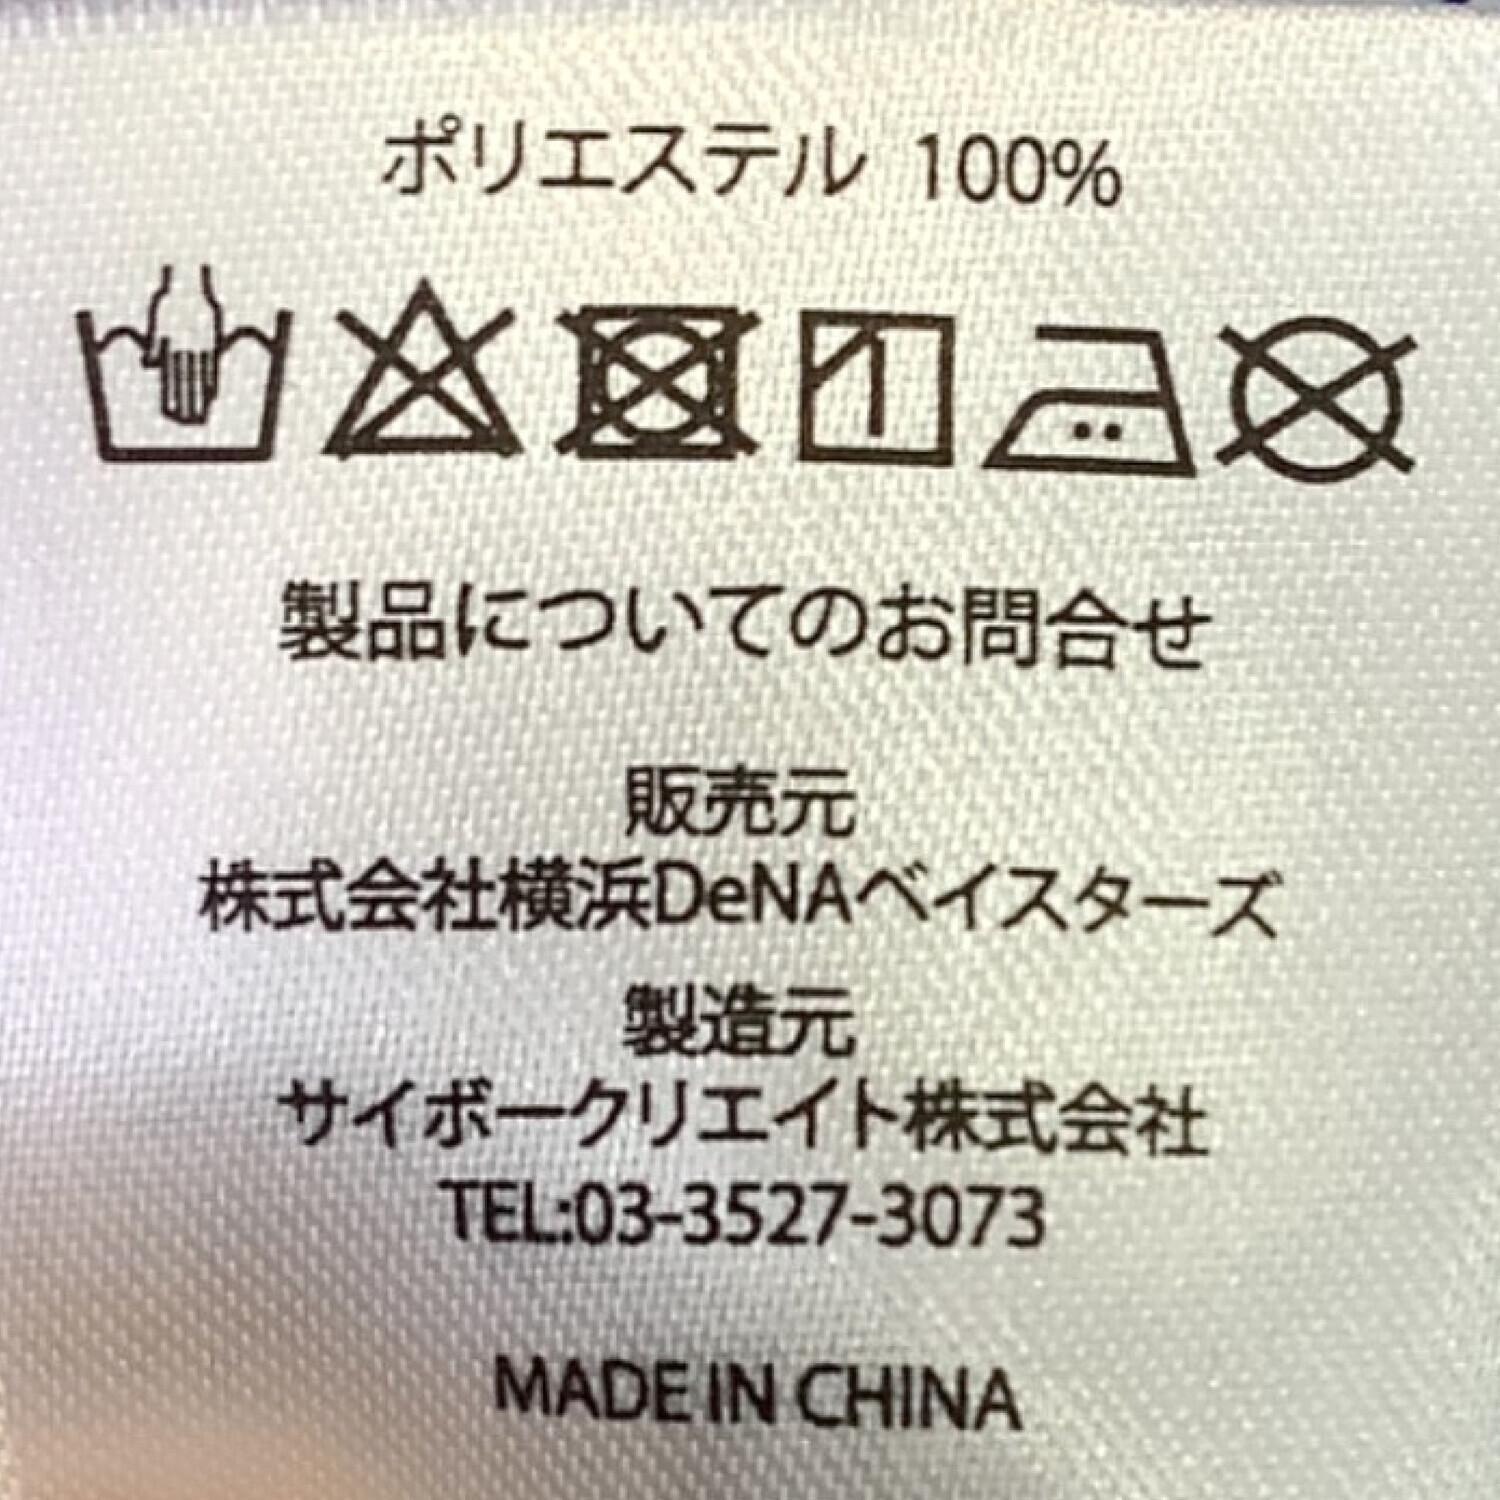 ポリエステル 100%
製品についてのお問合せ
販売元
株式会社横浜DeNAベイスターズ
製造元
サイボークリエイト株式会社
TEL:03-3527-3073
MADE IN CHINA